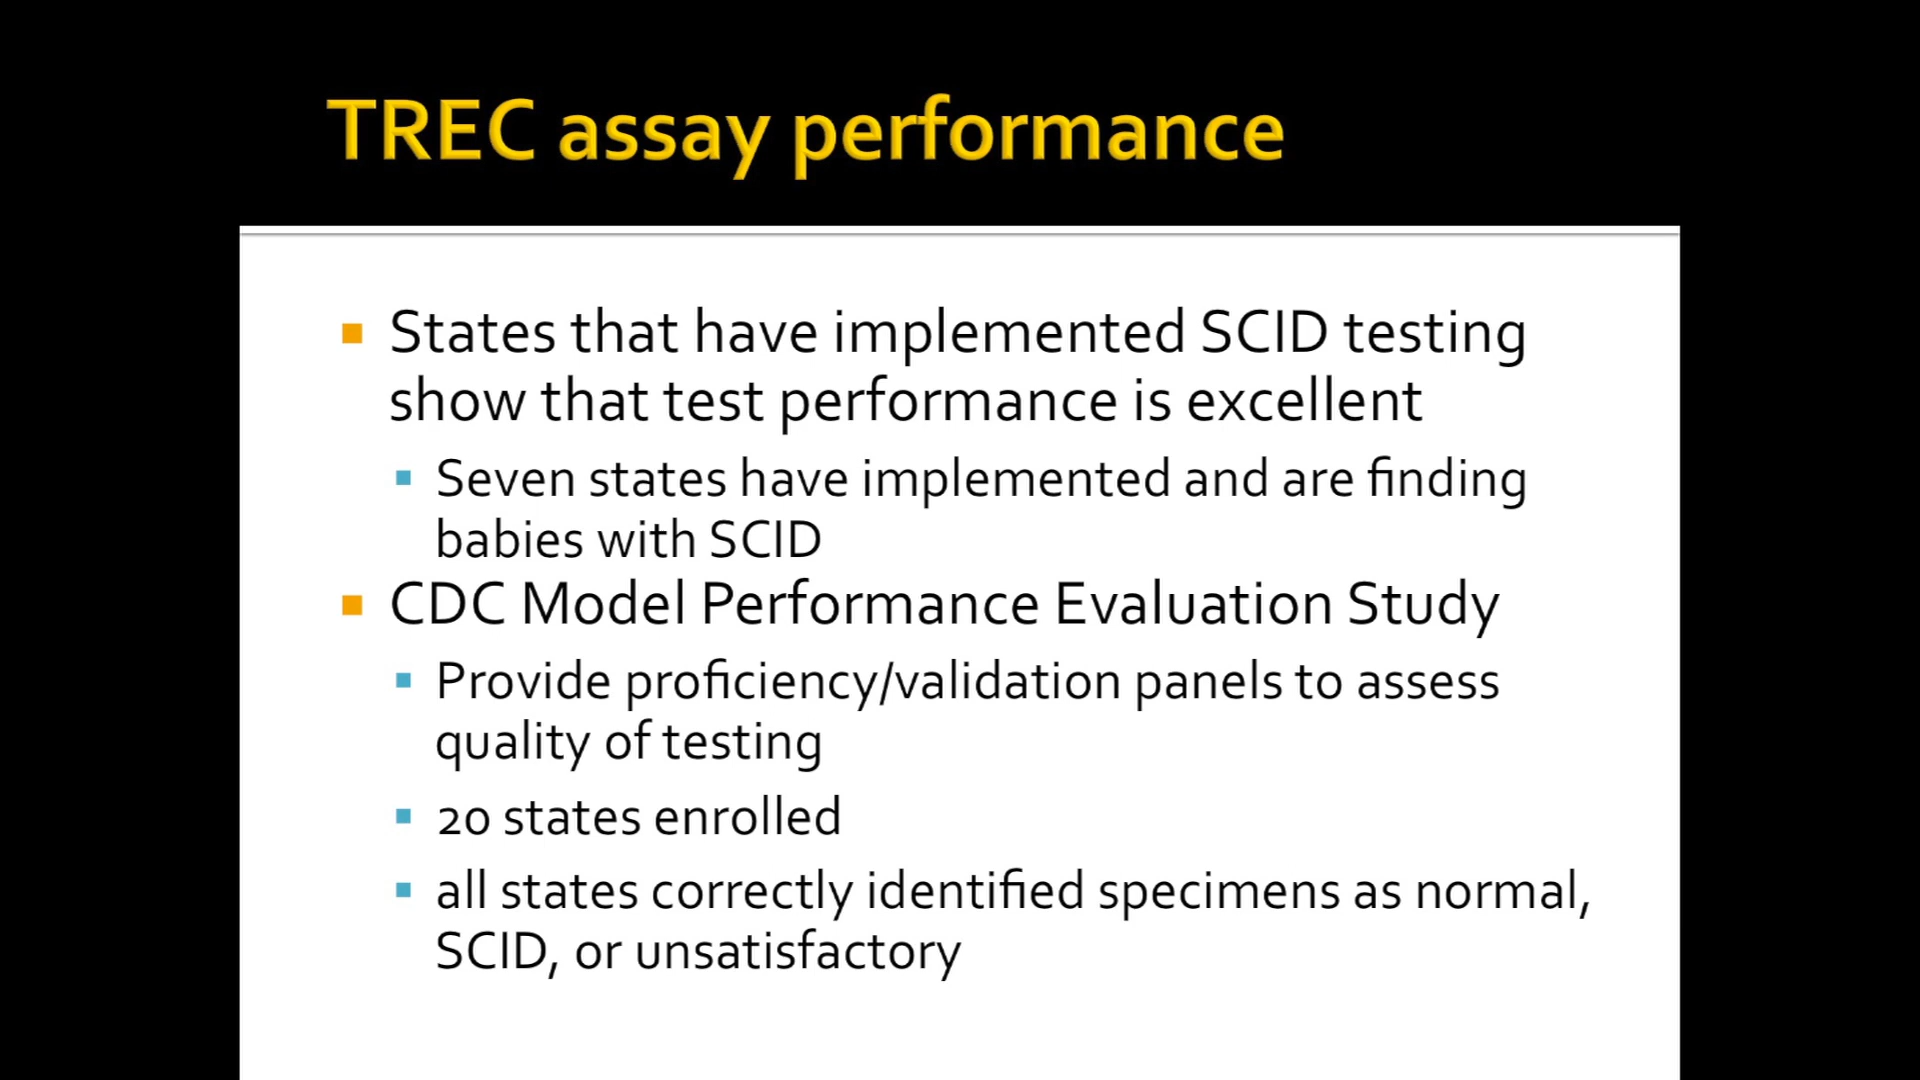 TREC assay performance
States that have implemented SCID testing
show that test performance is excellent
Seven states have implemented and are finding
babies with SCID
CDC Model Performance Evaluation Study
Provide proficiency/validation panels to assess
quality of testing
20 states enrolled
all states correctly identified specimens as normal,
SCID, or unsatisfactory